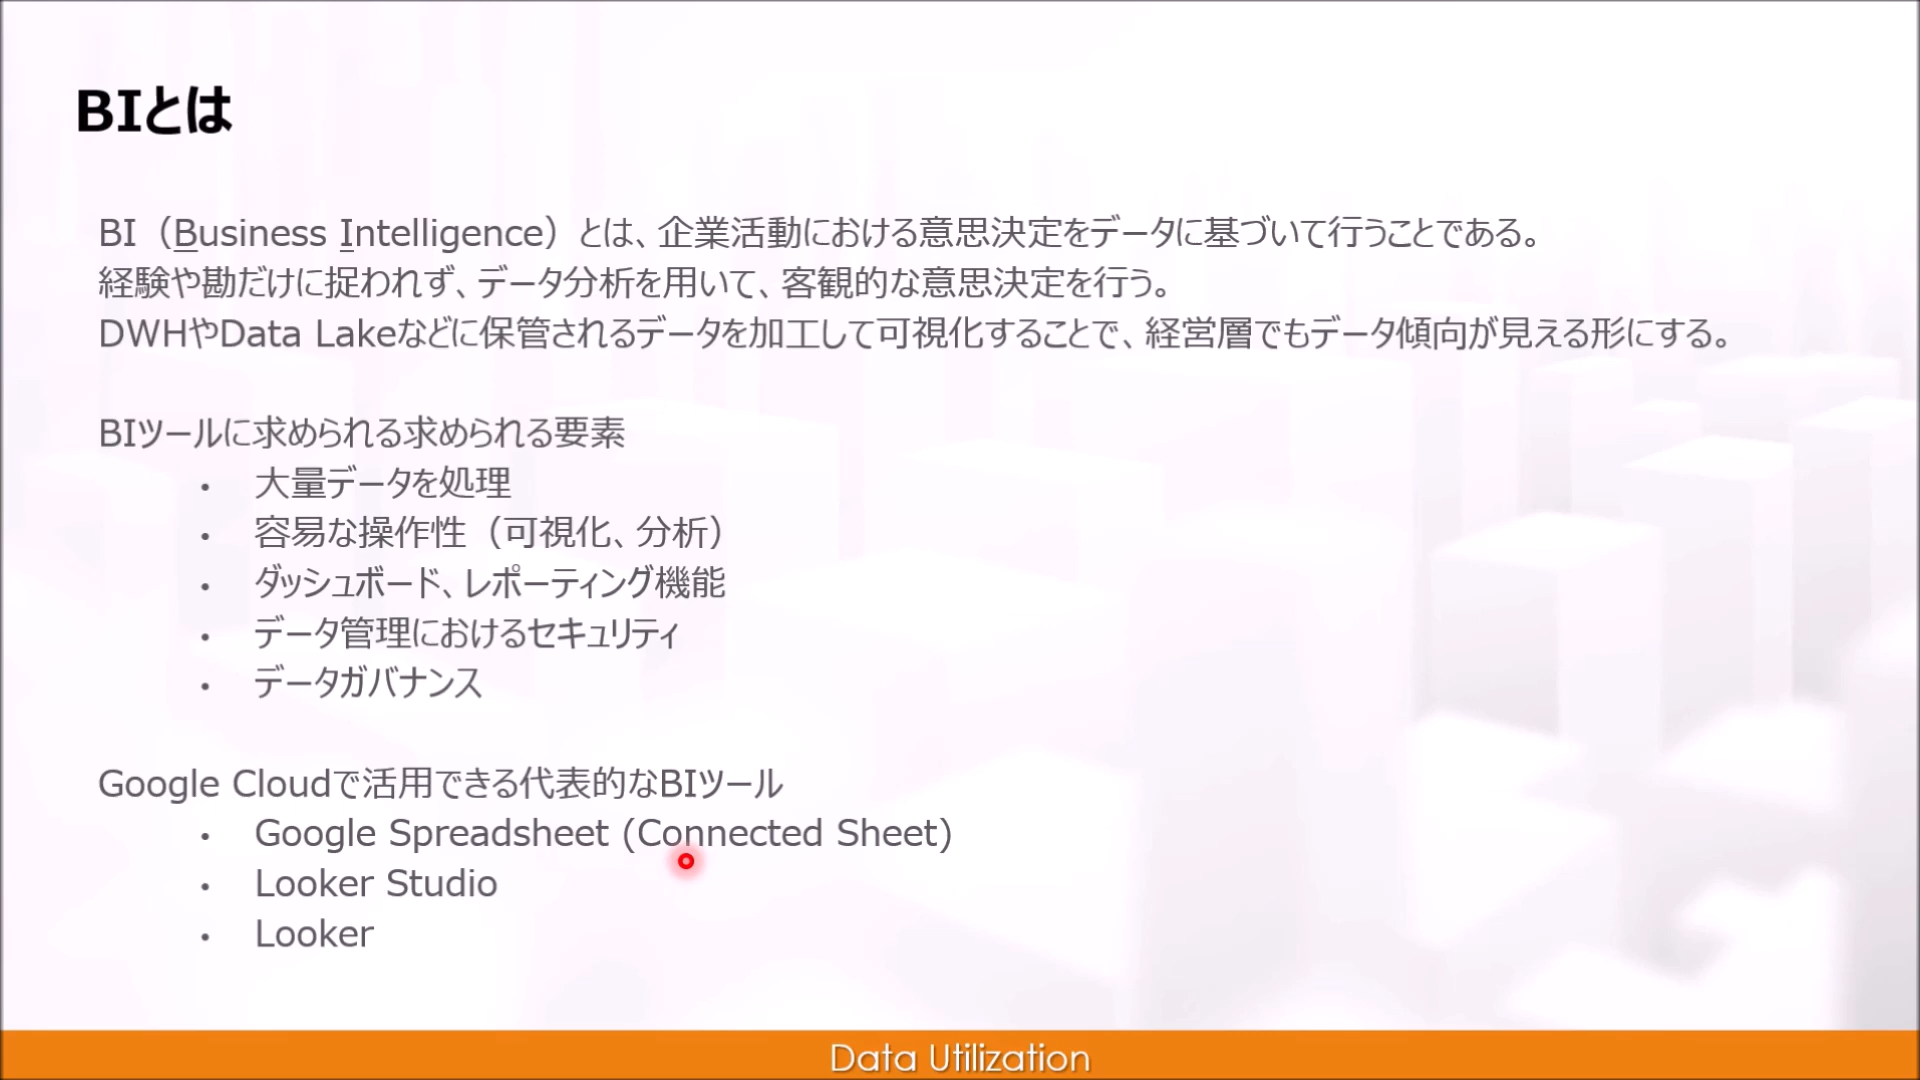 BIとは
BI（Business Intelligence）とは、企業活動における意思決定をデータに基づいて行うことである。
経験や勘だけに捉われず、データ分析を用いて、客観的な意思決定を行う。
DWHやData Lakeなどに保管されるデータを加工して可視化することで、経営層でもデータ傾向が見える形にする。
BIツールに求められる求められる要素
• 大量データを処理
• 容易な操作性（可視化、分析）
• ダッシュボード、レポーティング機能
• データ管理におけるセキュリティ
• データガバナンス
Google Cloudで活用できる代表的なBIツール
• Google Spreadsheet (Connected Sheet)
• Looker Studio
• Looker
Data Utilization